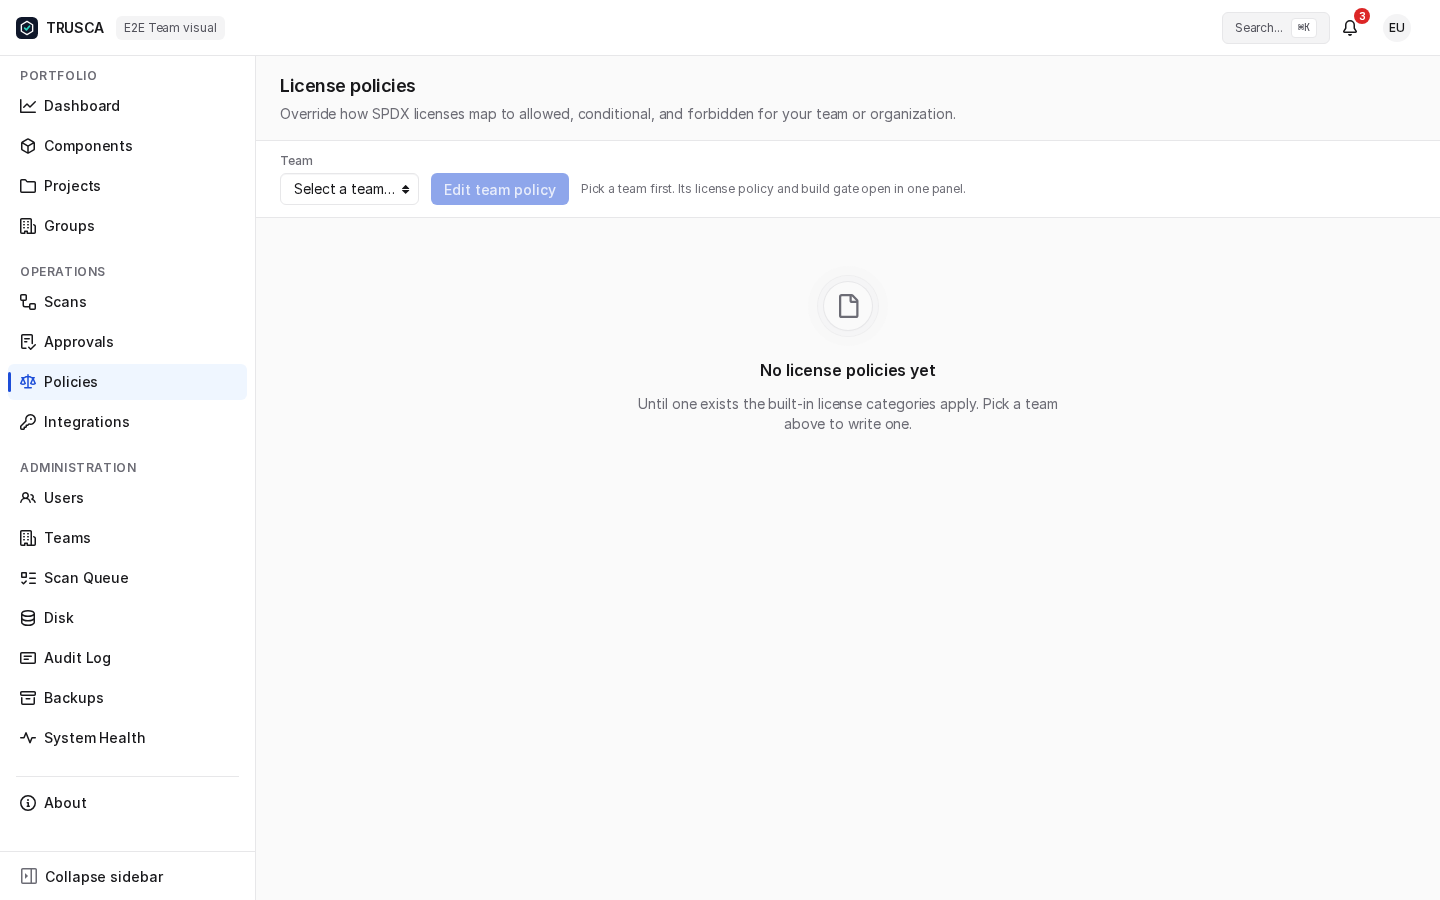 TRUSCA
E2E Team visual
Search...
⌘K
3
EU
PORTFOLIO
Dashboard
Components
Projects
Groups
OPERATIONS
Scans
Approvals
Policies
Integrations
ADMINISTRATION
Users
Teams
Scan Queue
Disk
Audit Log
Backups
System Health
About
Collapse sidebar
License policies
Override how SPDX licenses map to allowed, conditional, and forbidden for your team or organization.
Team
Select a team…
Edit team policy
Pick a team first. Its license policy and build gate open in one panel.
No license policies yet
Until one exists the built-in license categories apply. Pick a team
above to write one.